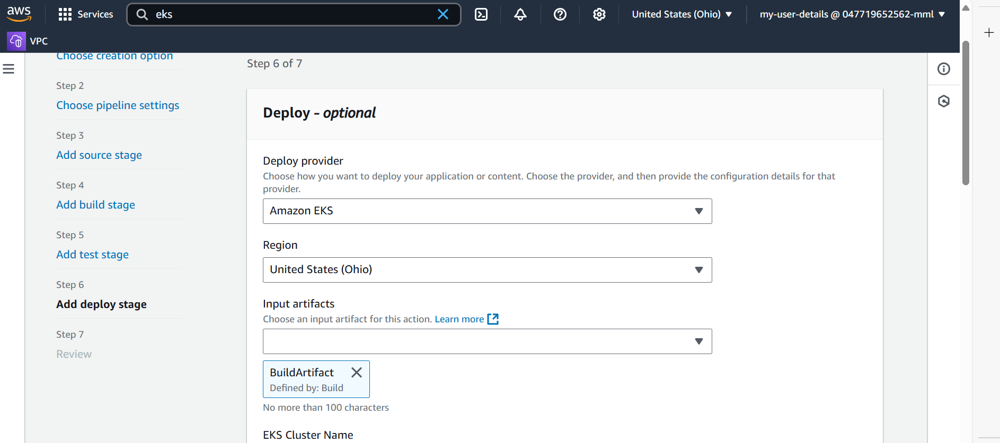 aws
Services
eks
United States (Ohio)
my-user-details @ 047719652562-mml
VPC
Choose creation option
Step 2
Choose pipeline settings
Step 3
Add source stage
Step 4
Add build stage
Step 5
Add test stage
Step 6
Add deploy stage
Step 7
Review
Step 6 of 7
Deploy - optional
Deploy provider
Choose how you want to deploy your application or content. Choose the provider, and then provide the configuration details for that
provider.
Amazon EKS
Region
United States (Ohio)
Input artifacts
Choose an input artifact for this action. Learn more
BuildArtifact
Defined by: Build
No more than 100 characters
EKS Cluster Name